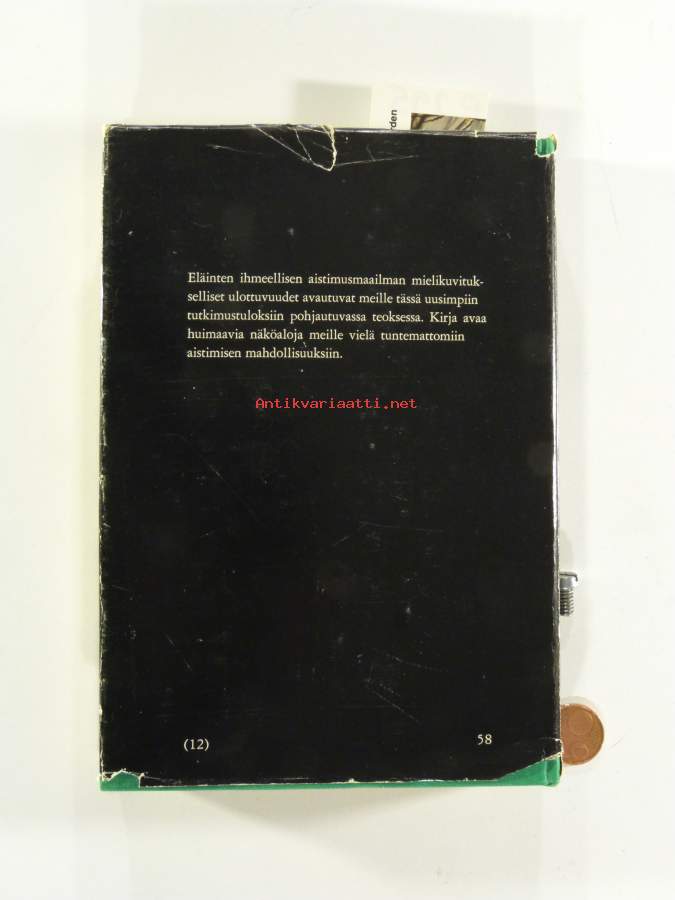 rden
Eläinten ihmeellisen aistimusmaailman mielikuvituk-
selliset ulottuvuudet avautuvat meille tässä uusimpiin
tutkimustuloksiin pohjautuvassa teoksessa. Kirja avaa
huimaavia näköaloja meille vielä tuntemattomiin
aistimisen mahdollisuuksiin.
Antikvariaatti.net
(12)
58